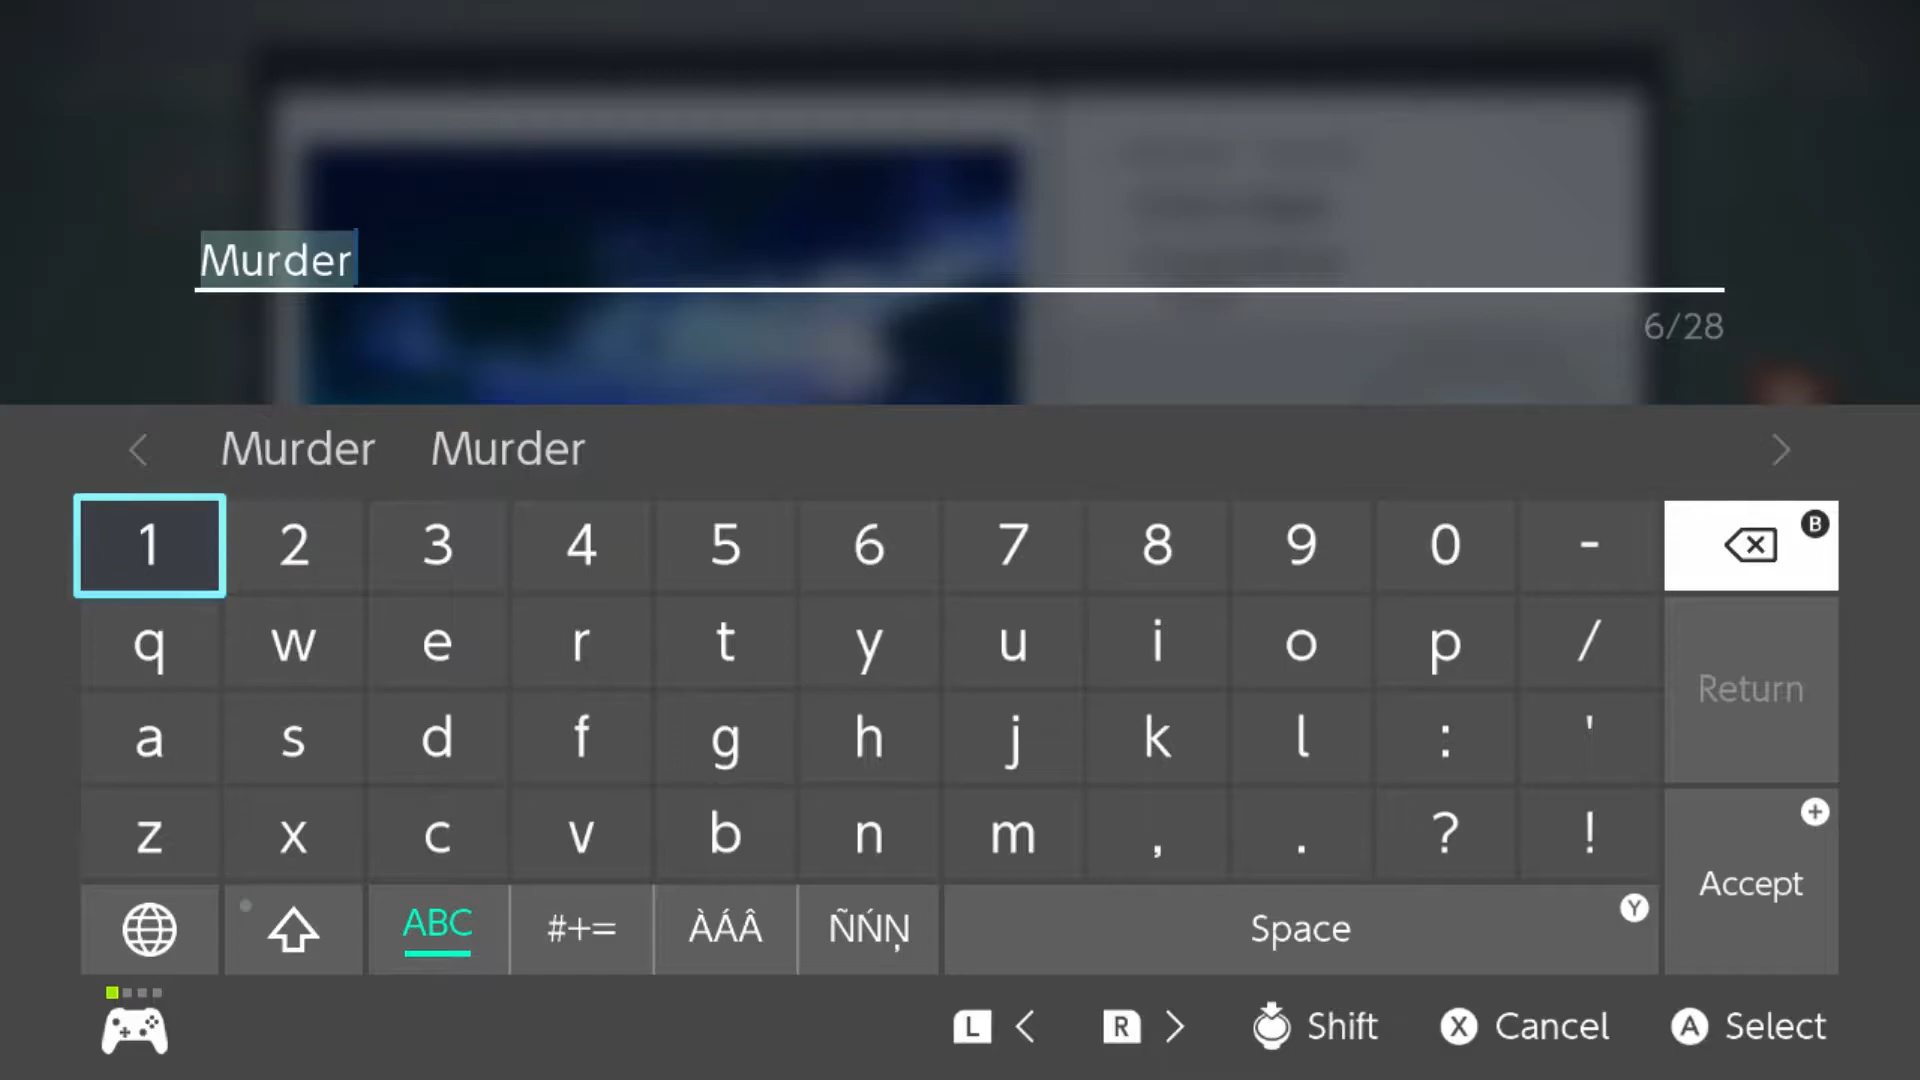 Murder
6/28
< Murder Murder >
1 2 3 4 5 6 7 8 9 0 - B
q w e r t y u i o p /
Return
a s d f g h j k l : '
z x c v b n m , . ? ! +
Accept
ABC #+= ÀÁÂ ÑŃŅ Space Y
L < R > Shift X Cancel A Select